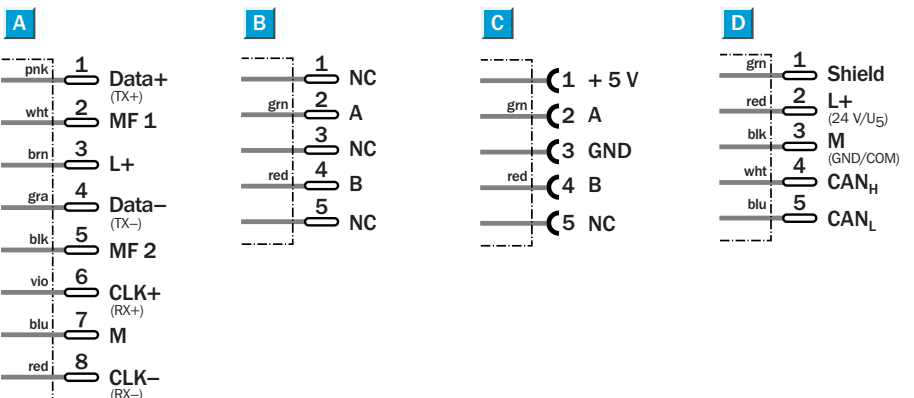 A
pnk 1 Data+
(TX+)
wht 2 MF 1
brn 3 L+
gra 4 Data–
(TX–)
blk 5 MF 2
vio 6 CLK+
(RX+)
blu 7 M
red 8 CLK–
(RX–)
B
1 NC
grn 2 A
3 NC
red 4 B
5 NC
C
1 + 5 V
grn 2 A
3 GND
red 4 B
5 NC
D
grn 1 Shield
red 2 L+
(24 V/U5)
blk 3 M
(GND/COM)
wht 4 CANH
blu 5 CANL